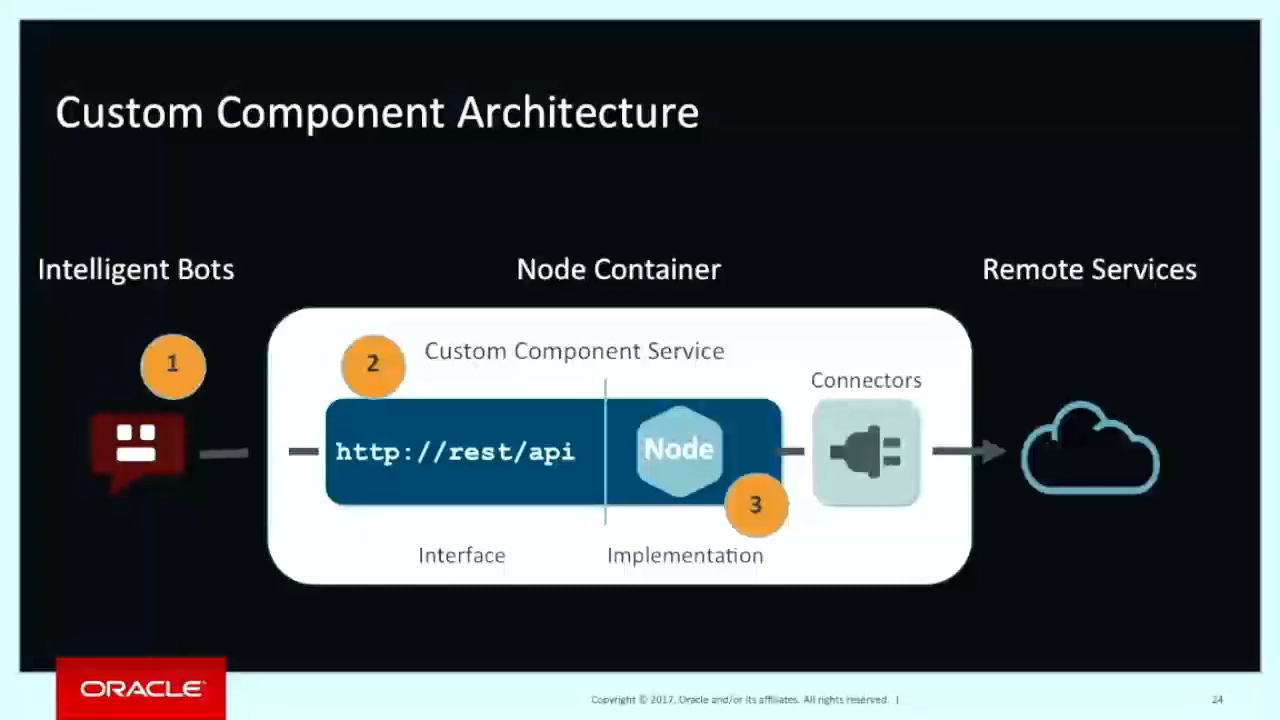 Custom Component Architecture
Intelligent Bots
Node Container
Remote Services
1
2
Custom Component Service
Connectors
http://rest/api
Node
3
Interface
Implementation
ORACLE
Copyright © 2017, Oracle and/or its affiliates. All rights reserved. |
24